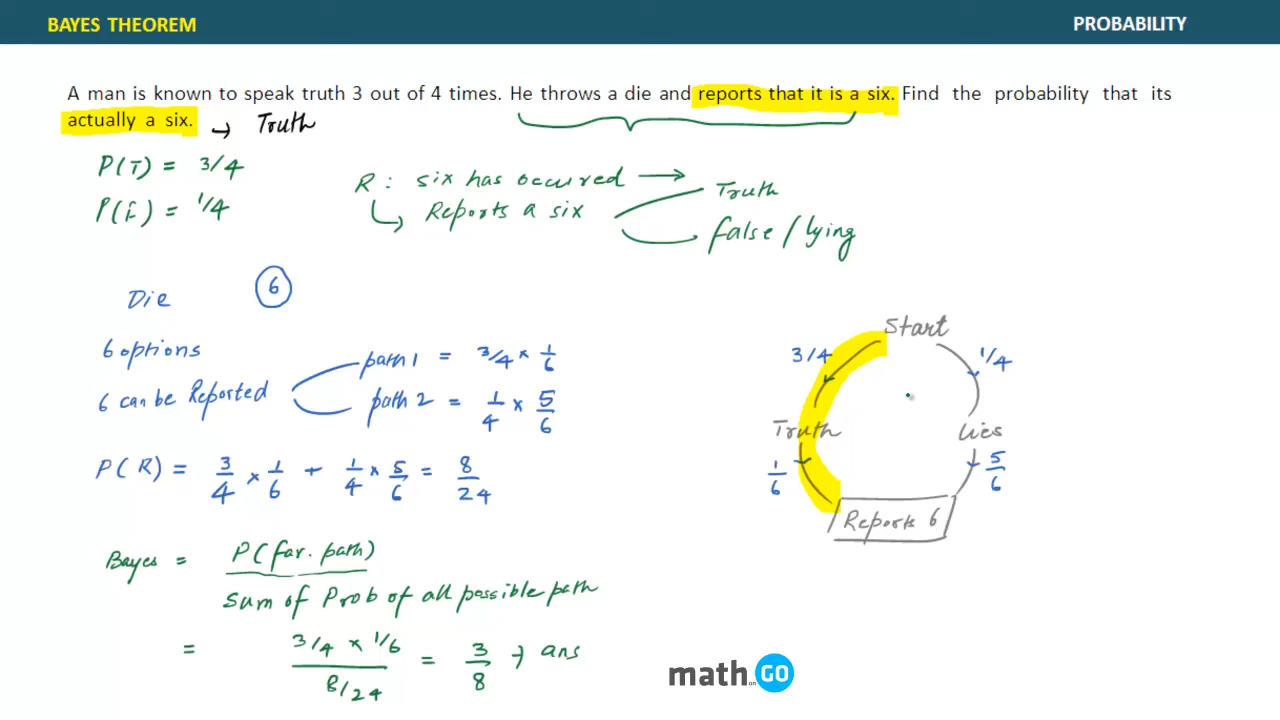 BAYES THEOREM
PROBABILITY
A man is known to speak truth 3 out of 4 times. He throws a die and reports that it is a six. Find the probability that its
actually a six. → Truth
P(T) = 3/4
P(F) = 1/4
R : six has occured →
↳ Reports a six
Truth
False / lying
Die
6
6 options
6 can be Reported
path 1 = 3/4 × 1/6
path 2 = 1/4 × 5/6
P(R) = 3/4 × 1/6 + 1/4 × 5/6 = 8/24
Bayes = P(fav. path)
Sum of Prob of all possible path
= 3/4 × 1/6
8/24
= 3/8 → ans
Start
3/4
1/4
Truth
Lies
1/6
5/6
Reports 6
math on GO